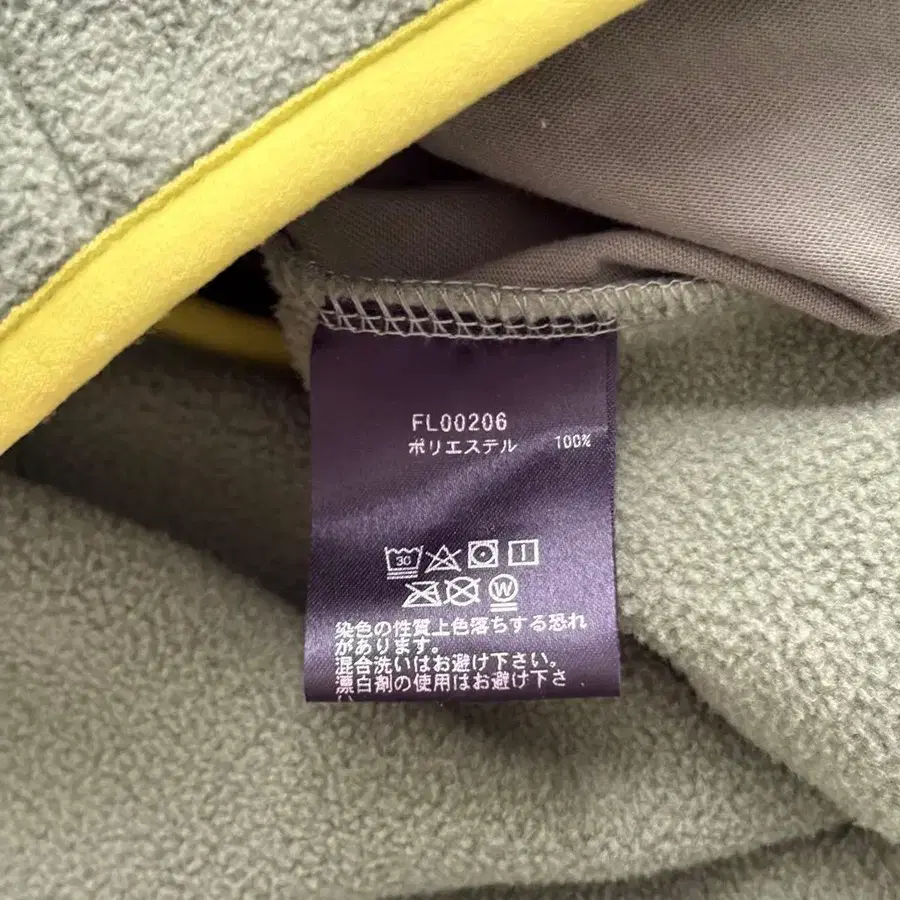 FL00206
ポリエステル 100%
30
W
染色の性質上色落ちする恐れ
があります。
混合洗いはお避け下さい。
漂白剤の使用はお避け下さ